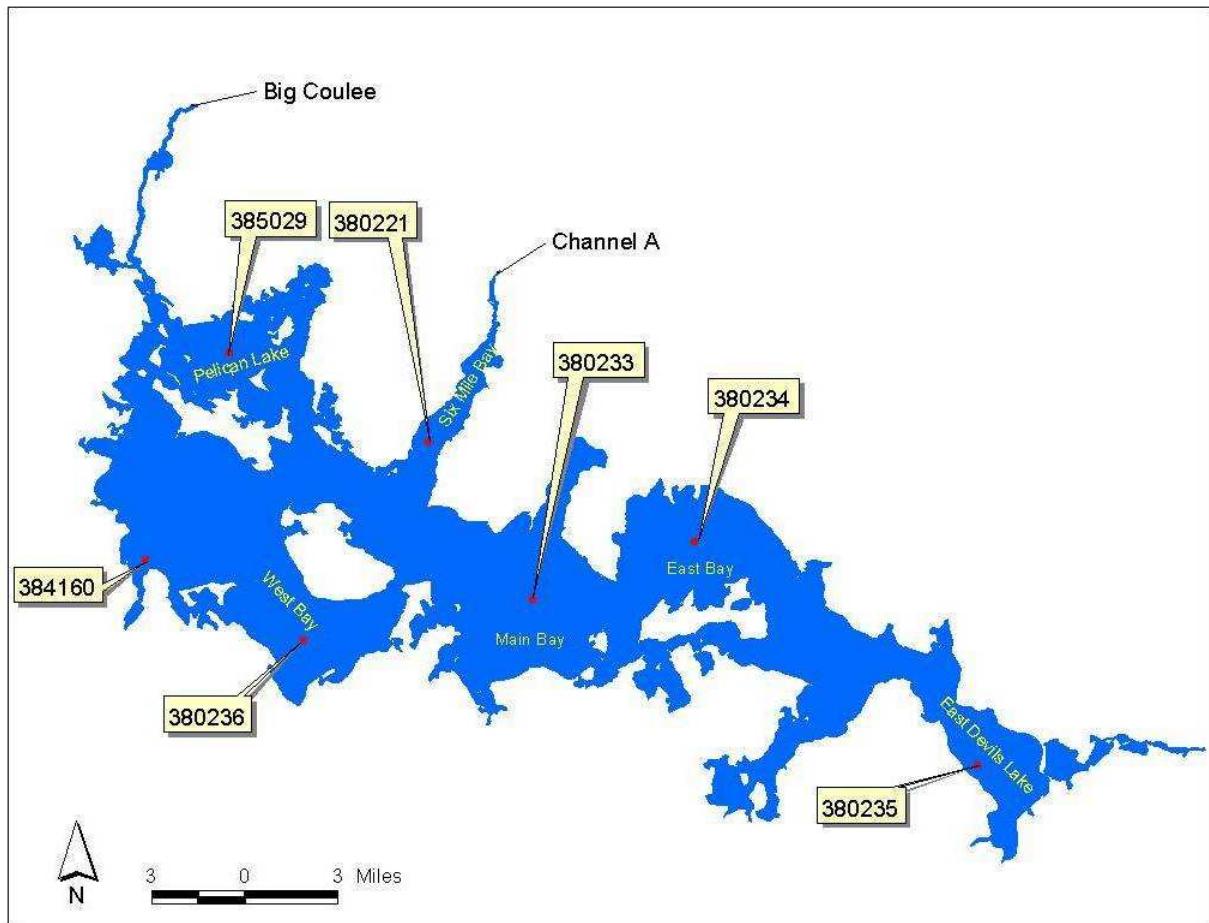 Big Coulee
385029
380221
Channel A
Pelican Lake
Six Mile Bay
380233
380234
384160
West Bay
East Bay
Main Bay
380236
East Devils Lake
380235
3 0 3 Miles
N